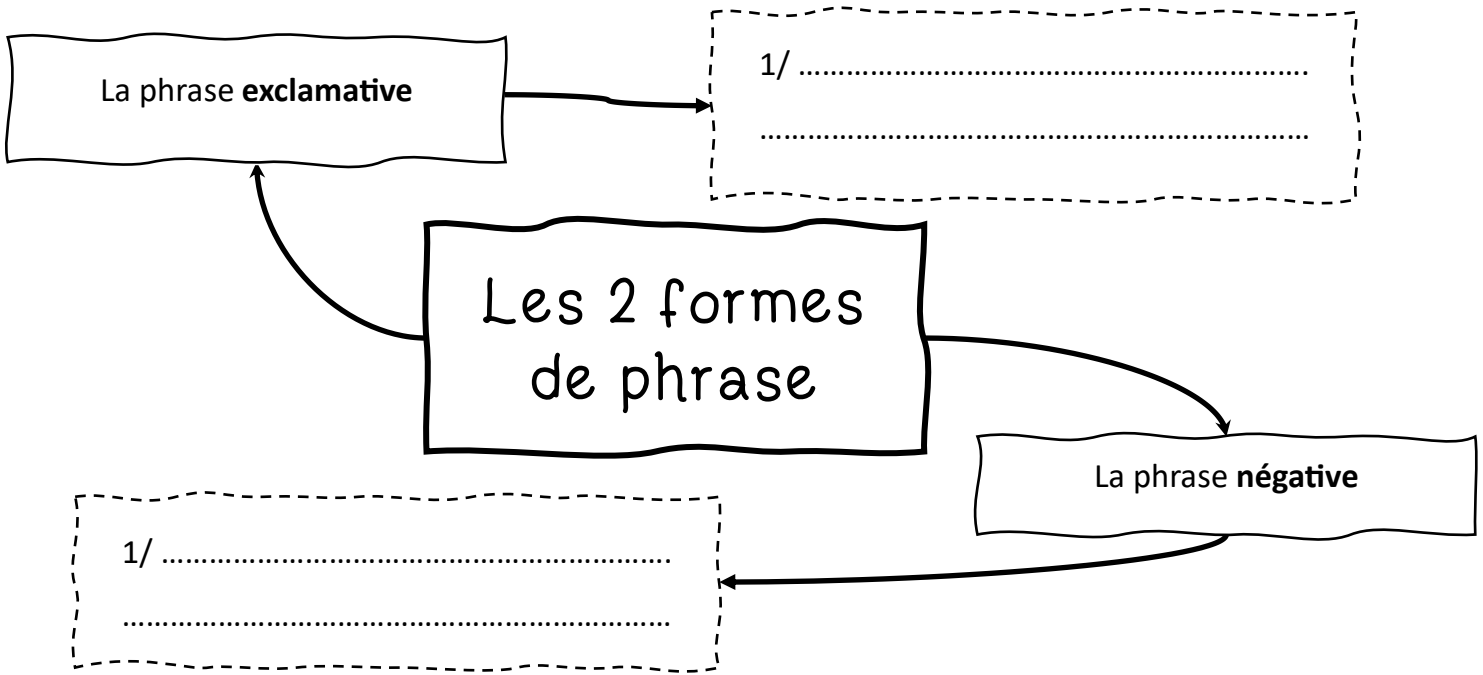 La phrase exclamative
1/ ……………………………………………………….
……………………………………………………………
Les 2 formes
de phrase
La phrase négative
1/ ……………………………………………………….
……………………………………………………………